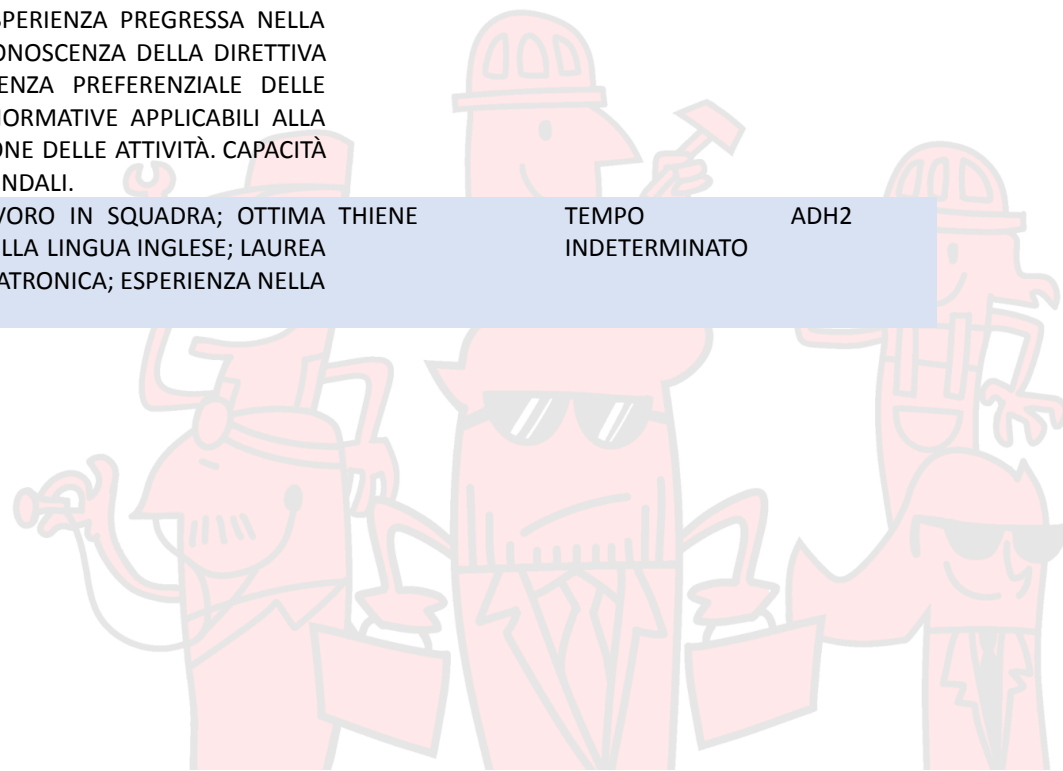 SPERIENZA PREGRESSA NELLA
ONOSCENZA DELLA DIRETTIVA
ENZA PREFERENZIALE DELLE
NORMATIVE APPLICABILI ALLA
ONE DELLE ATTIVITÀ. CAPACITÀ
NDALI.
VORO IN SQUADRA; OTTIMA THIENE TEMPO ADH2
LLA LINGUA INGLESE; LAUREA INDETERMINATO
ATRONICA; ESPERIENZA NELLA